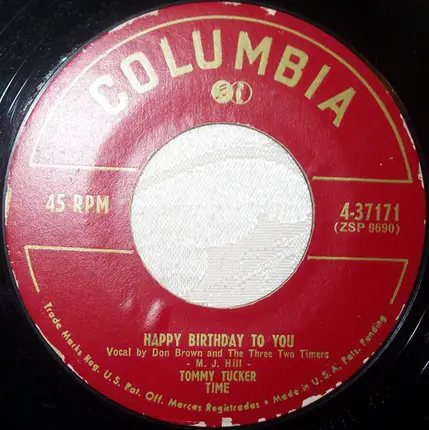 COLUMBIA
45 RPM
4-37171
(ZSP 9690)
HAPPY BIRTHDAY TO YOU
Vocal by Don Brown and The Three Two Timers
- M. J. Hill -
TOMMY TUCKER
TIME
Trade Marks Reg. U.S. Pat. Off. Marcas Registradas • Made in U.S.A. Pats. Pending